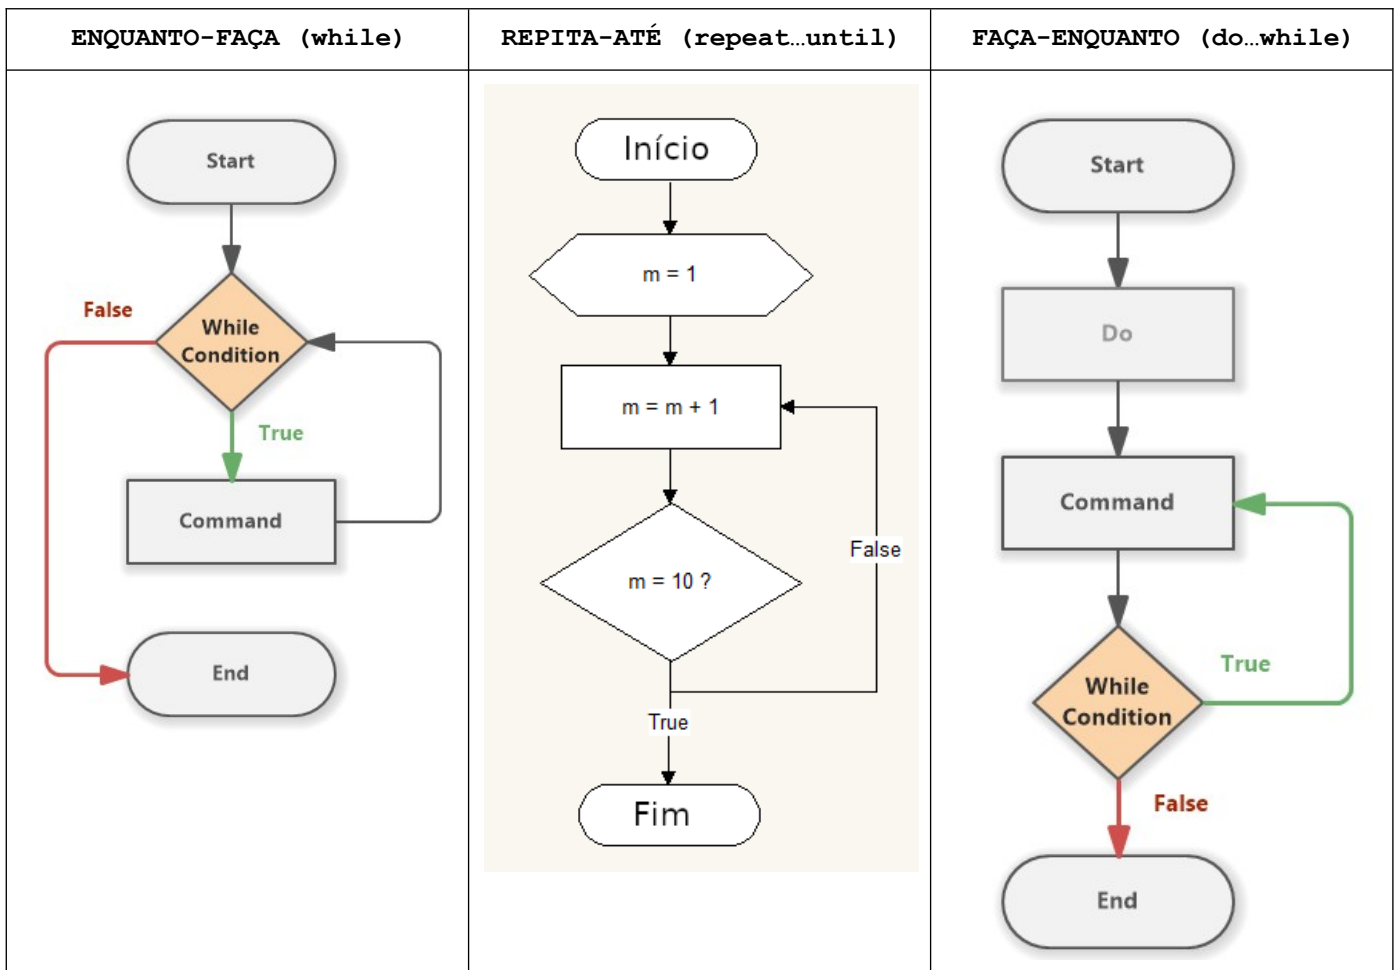 ENQUANTO-FAÇA (while)
REPITA-ATÉ (repeat…until)
FAÇA-ENQUANTO (do…while)
Start
False
While
Condition
True
Command
End
Início
m = 1
m = m + 1
m = 10 ?
False
True
Fim
Start
Do
Command
While
Condition
True
False
End